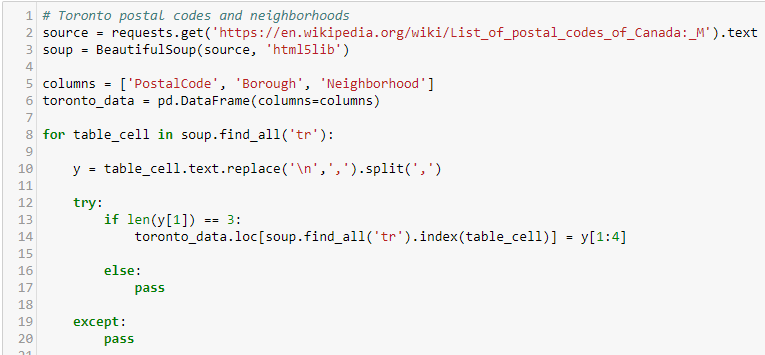 1 # Toronto postal codes and neighborhoods
2 source = requests.get('https://en.wikipedia.org/wiki/List_of_postal_codes_of_Canada:_M').text
3 soup = BeautifulSoup(source, 'html5lib')
4
5 columns = ['PostalCode', 'Borough', 'Neighborhood']
6 toronto_data = pd.DataFrame(columns=columns)
7
8 for table_cell in soup.find_all('tr'):
9
10     y = table_cell.text.replace('\n',',').split(',')
11
12     try:
13         if len(y[1]) == 3:
14             toronto_data.loc[soup.find_all('tr').index(table_cell)] = y[1:4]
15
16         else:
17             pass
18
19     except:
20         pass
21